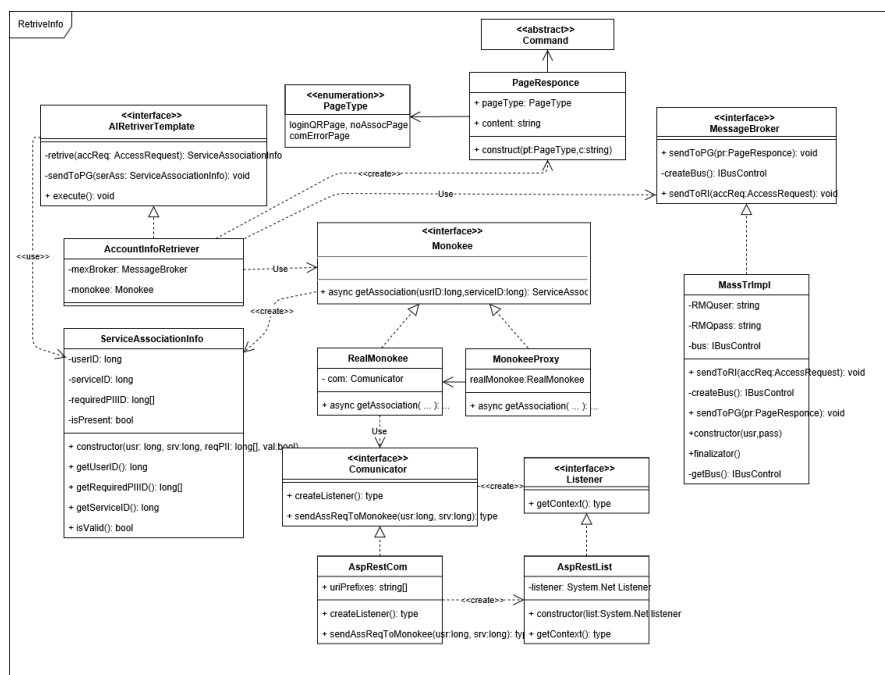 RetriveInfo
<<abstract>>
Command
PageResponce
+ pageType: PageType
+ content: string
+ construct(pt:PageType,c:string)
<<enumeration>>
PageType
loginQRPage, noAssocPage
comErrorPage
<<interface>>
AIRetriverTemplate
-retrive(accReq: AccessRequest): ServiceAssociationInfo
-sendToPG(serAss: ServiceAssociationInfo): void
+ execute(): void
<<interface>>
MessageBroker
+ sendToPG(pr:PageResponce): void
-createBus(): IBusControl
+ sendToRI(accReq:AccessRequest): void
<<create>>
Use
<<use>>
AccountInfoRetriever
-mexBroker: MessageBroker
-monokee: Monokee
Use
<<interface>>
Monokee
+ async getAssociation(usrID:long,serviceID:long): ServiceAssoc
<<create>>
MassTrImpl
-RMQuser: string
-RMQpass: string
-bus: IBusControl
+ sendToRI(accReq:AccessRequest): void
-createBus(): IBusControl
+ sendToPG(pr:PageResponce): void
+constructor(usr,pass)
+finalizator()
-getBus(): IBusControl
ServiceAssociationInfo
-userID: long
-serviceID: long
-requiredPIIID: long[]
-isPresent: bool
+ constructor(usr: long, srv:long, reqPII: long[], val:bool)
+ getUserID(): long
+ getRequiredPIIID(): long[]
+ getServiceID(): long
+ isValid(): bool
RealMonokee
- com: Comunicator
+ async getAssociation( ... ): ...
MonokeeProxy
realMonokee:RealMonokee
+ async getAssociation( ... ): ...
Use
<<interface>>
Comunicator
+ createListener(): type
+ sendAssReqToMonokee(usr:long, srv:long): type
<<create>>
<<interface>>
Listener
+ getContext(): type
AspRestCom
+ uriPrefixes: string[]
+ createListener(): type
+ sendAssReqToMonokee(usr:long, srv:long): typ
<<create>>
AspRestList
-listener: System.Net Listener
+ constructor(list:System.Net listener
+ getContext(): type